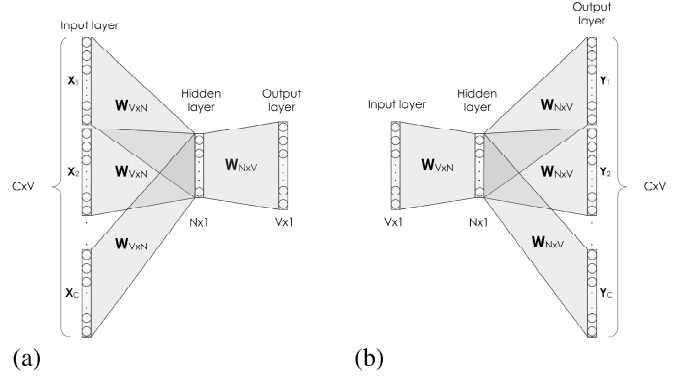 Input layer
X1
WVxN
Hidden
layer
Output
layer
X2
WVxN
WNxV
CxV
Nx1
Vx1
WVxN
XC
(a)
Output
layer
Y1
WNxV
Input layer
Hidden
layer
WVxN
WNxV
Y2
CxV
Vx1
Nx1
WNxV
YC
(b)